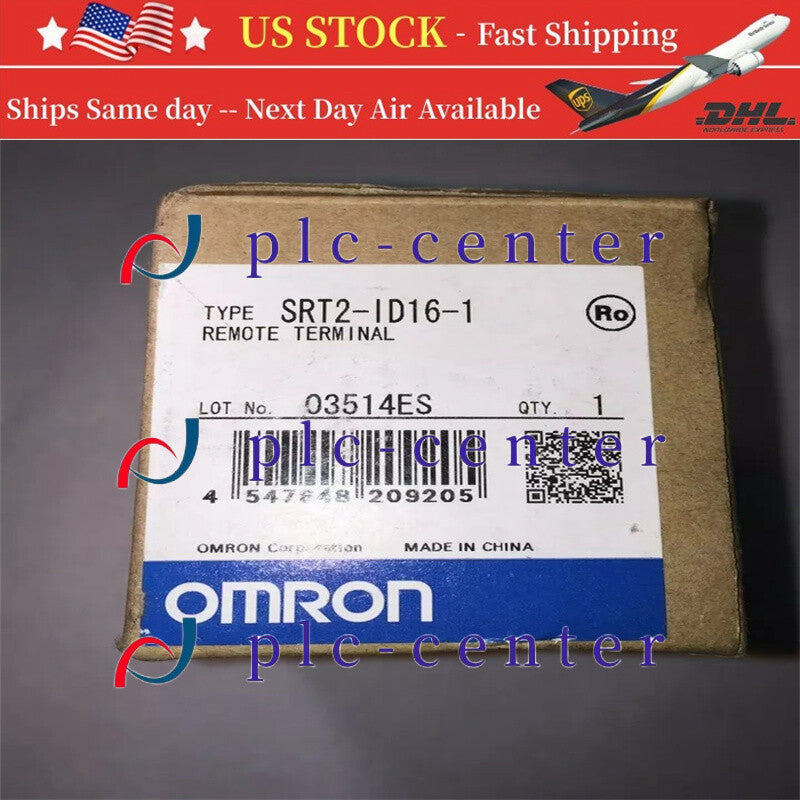 US STOCK - Fast Shipping
Ships Same day -- Next Day Air Available
ups
DHL
WORLDWIDE EXPRESS
plc-center
TYPE SRT2-ID16-1
Ro
REMOTE TERMINAL
LOT No. 03514ES QTY. 1
plc-center
4 547648 209205
OMRON Corporation MADE IN CHINA
OMRON
plc-center